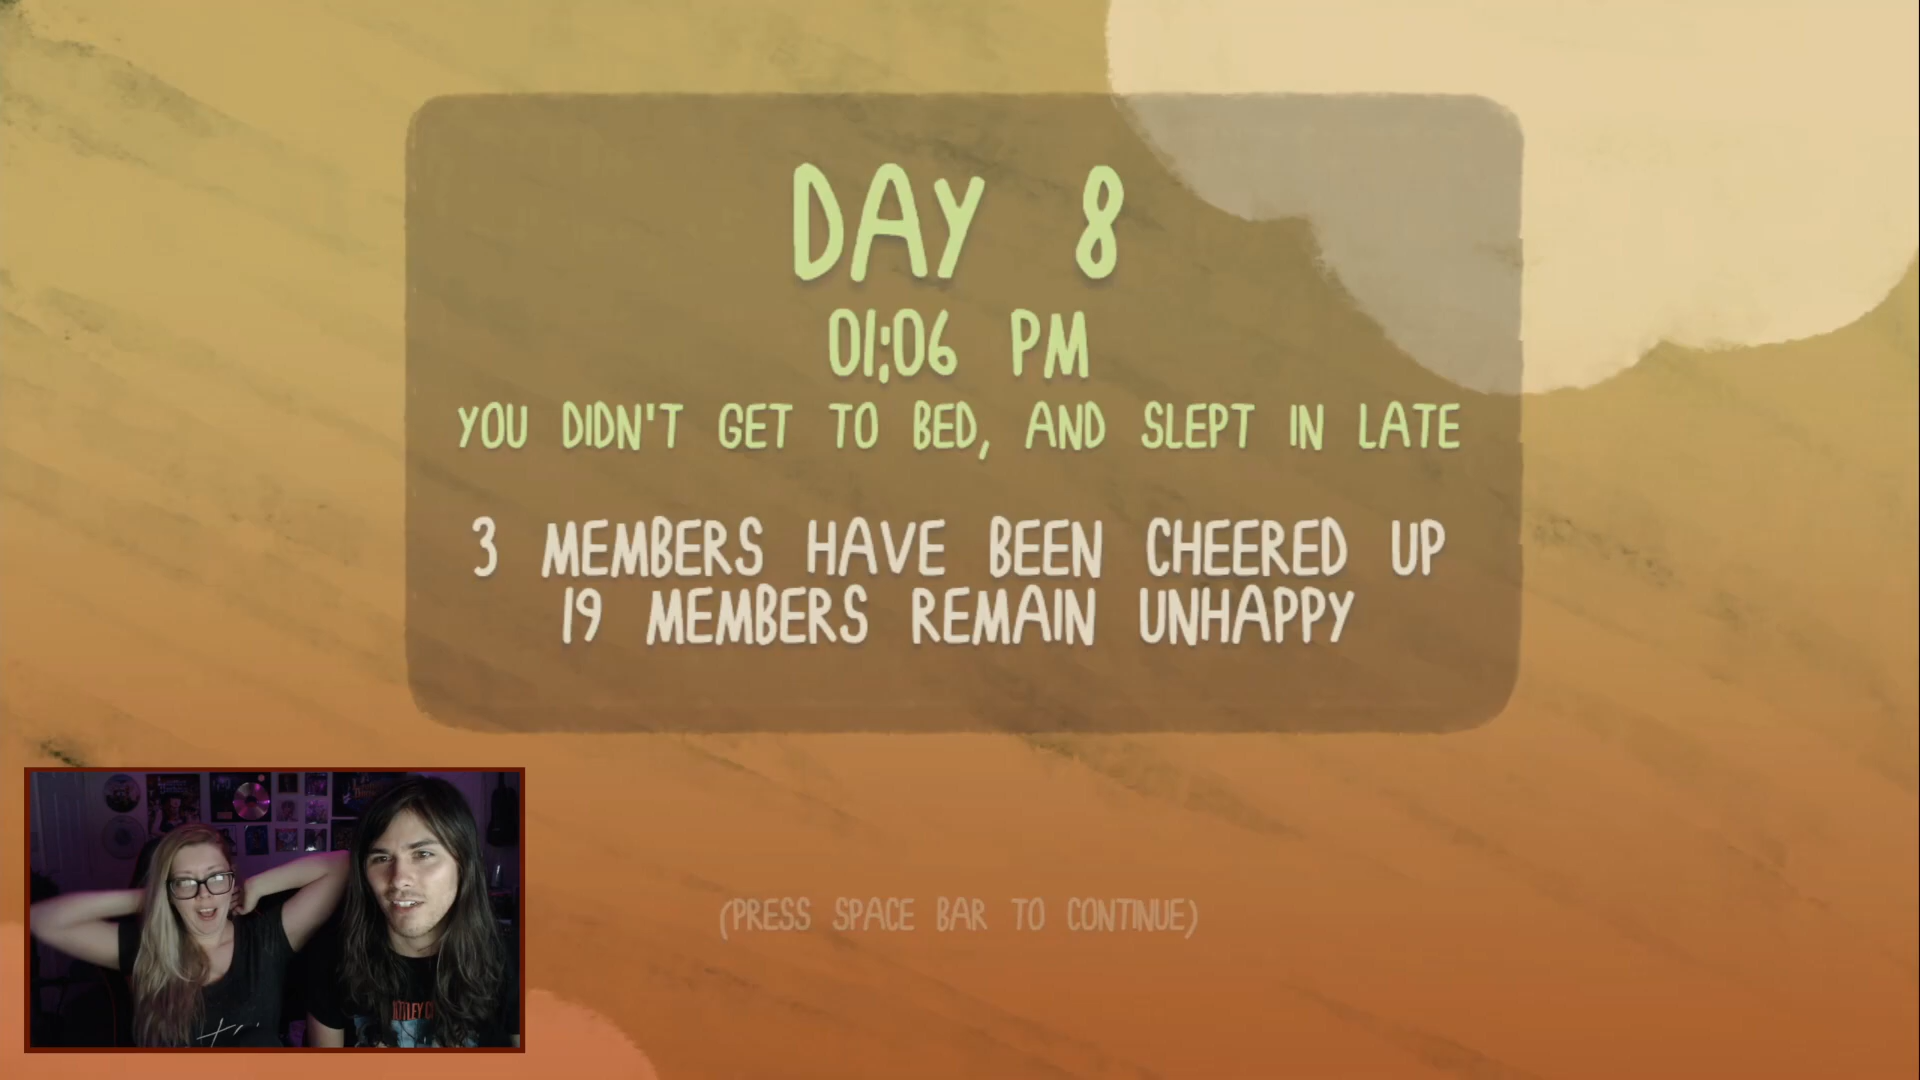 DAY 8
01:06 PM
YOU DIDN'T GET TO BED, AND SLEPT IN LATE
3 MEMBERS HAVE BEEN CHEERED UP
19 MEMBERS REMAIN UNHAPPY
(PRESS SPACE BAR TO CONTINUE)